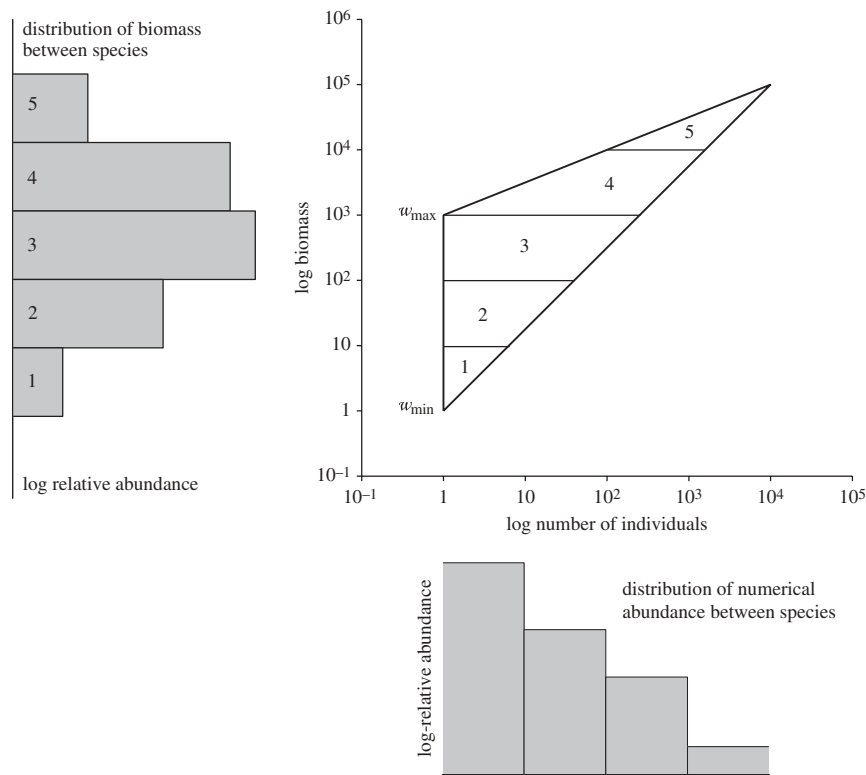 distribution of biomass
between species
5
4
3
2
1
log relative abundance
10⁶
10⁵
10⁴
10³
10²
10
1
10⁻¹
log biomass
w_max
w_min
5
4
3
2
1
10⁻¹ 1 10 10² 10³ 10⁴ 10⁵
log number of individuals
log-relative abundance
distribution of numerical
abundance between species